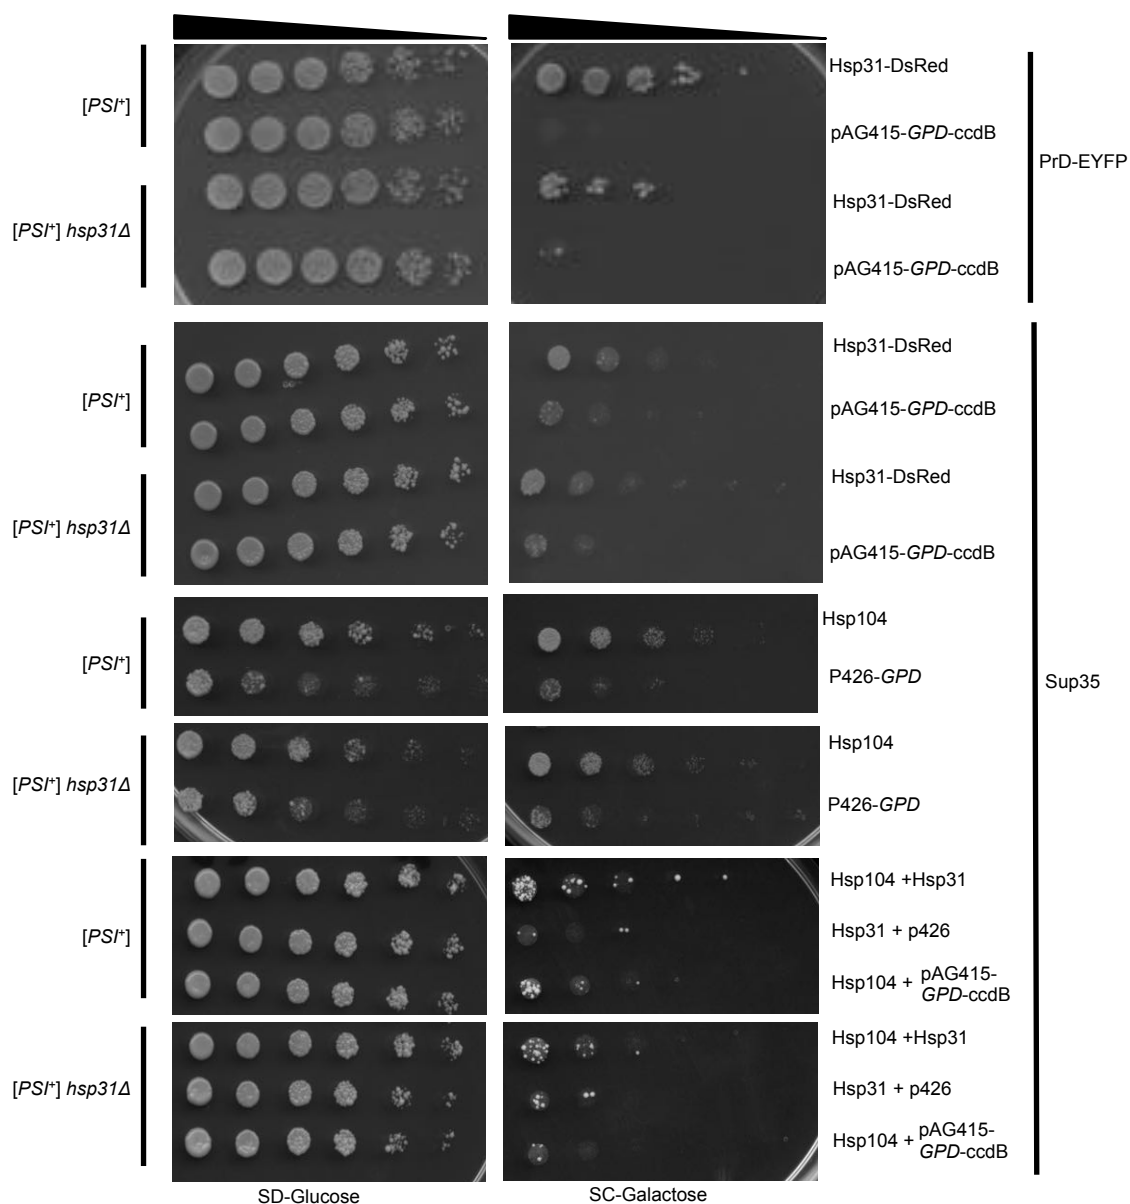 Hsp31-DsRed
[PSI⁺]
pAG415-GPD-ccdB
PrD-EYFP
Hsp31-DsRed
[PSI⁺] hsp31Δ
pAG415-GPD-ccdB
Hsp31-DsRed
[PSI⁺]
pAG415-GPD-ccdB
Hsp31-DsRed
[PSI⁺] hsp31Δ
pAG415-GPD-ccdB
Hsp104
[PSI⁺]
P426-GPD
Sup35
Hsp104
[PSI⁺] hsp31Δ
P426-GPD
Hsp104 +Hsp31
[PSI⁺]
Hsp31 + p426
Hsp104 + pAG415-
GPD-ccdB
Hsp104 +Hsp31
[PSI⁺] hsp31Δ
Hsp31 + p426
Hsp104 + pAG415-
GPD-ccdB
SD-Glucose
SC-Galactose